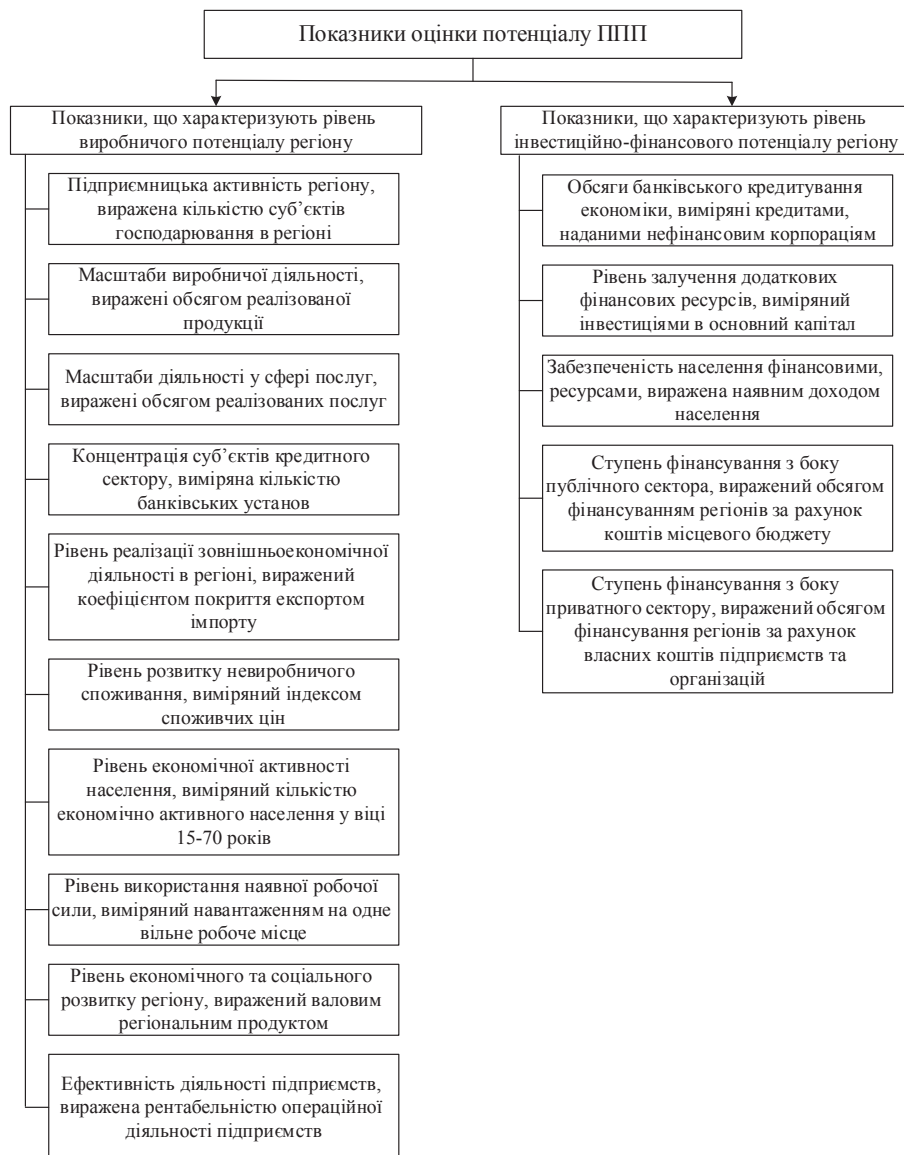 Показники оцінки потенціалу ППП
Показники, що характеризують рівень
виробничого потенціалу регіону
Підприємницька активність регіону,
виражена кількістю суб’єктів
господарювання в регіоні
Масштаби виробничої діяльності,
виражені обсягом реалізованої
продукції
Масштаби діяльності у сфері послуг,
виражені обсягом реалізованих послуг
Концентрація суб’єктів кредитного
сектору, виміряна кількістю
банківських установ
Рівень реалізації зовнішньоекономічної
діяльності в регіоні, виражений
коефіцієнтом покриття експортом
імпорту
Рівень розвитку невиробничого
споживання, виміряний індексом
споживчих цін
Рівень економічної активності
населення, виміряний кількістю
економічно активного населення у віці
15-70 років
Рівень використання наявної робочої
сили, виміряний навантаженням на одне
вільне робоче місце
Рівень економічного та соціального
розвитку регіону, виражений валовим
регіональним продуктом
Ефективність діяльності підприємств,
виражена рентабельністю операційної
діяльності підприємств
Показники, що характеризують рівень
інвестиційно-фінансового потенціалу регіону
Обсяги банківського кредитування
економіки, виміряні кредитами,
наданими нефінансовим корпораціям
Рівень залучення додаткових
фінансових ресурсів, виміряний
інвестиціями в основний капітал
Забезпеченість населення фінансовими,
ресурсами, виражена наявним доходом
населення
Ступень фінансування з боку
публічного сектора, виражений обсягом
фінансуванням регіонів за рахунок
коштів місцевого бюджету
Ступень фінансування з боку
приватного сектору, виражений обсягом
фінансування регіонів за рахунок
власних коштів підприємств та
організацій